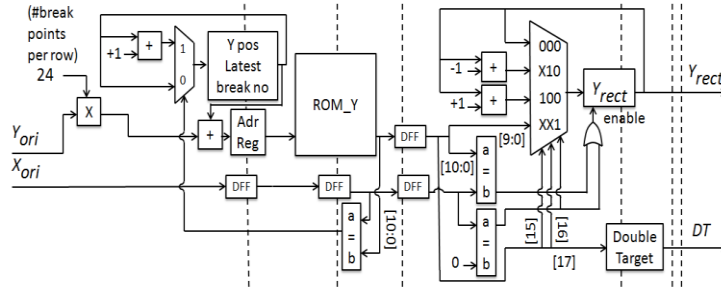 (#break
points
per row)
24
X
Y_ori
X_ori
+1
+
1
0
Y pos
Latest
break no
+
Adr
Reg
ROM_Y
DFF
DFF
DFF
DFF
a
=
b
[10:0]
-1
+
+1
+
000
X10
100
XX1
[9:0]
[10:0]
a
=
b
0
a
=
b
Y_rect
enable
Y_rect
[15]
[16]
[17]
Double
Target
DT